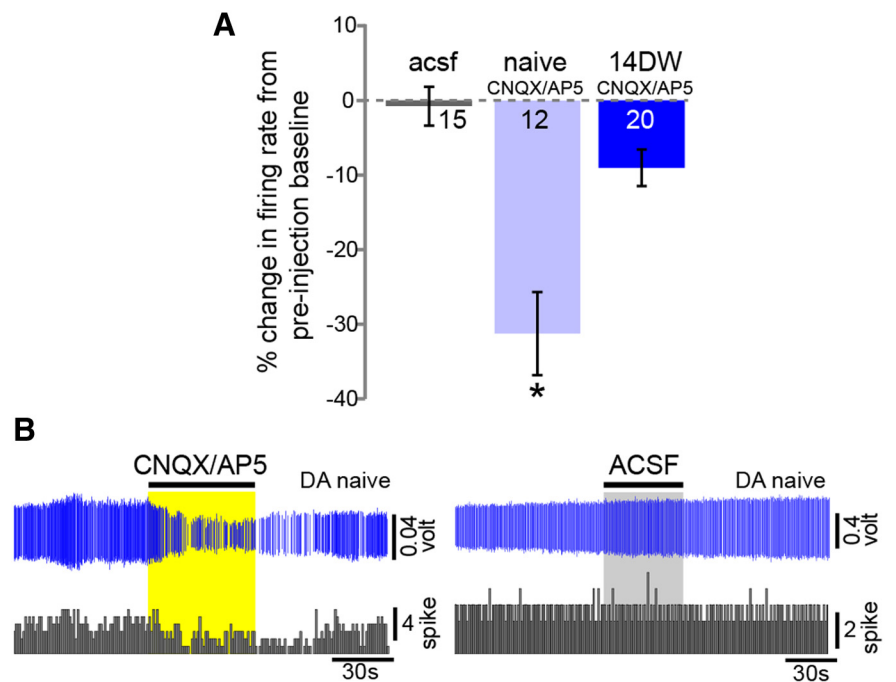 A
% change in firing rate from
pre-injection baseline
10
0
-10
-20
-30
-40
acsf
naive
CNQX/AP5
14DW
CNQX/AP5
15
12
20
*
B
CNQX/AP5
DA naive
0.04
volt
4
spike
30s
ACSF
DA naive
0.4
volt
2
spike
30s